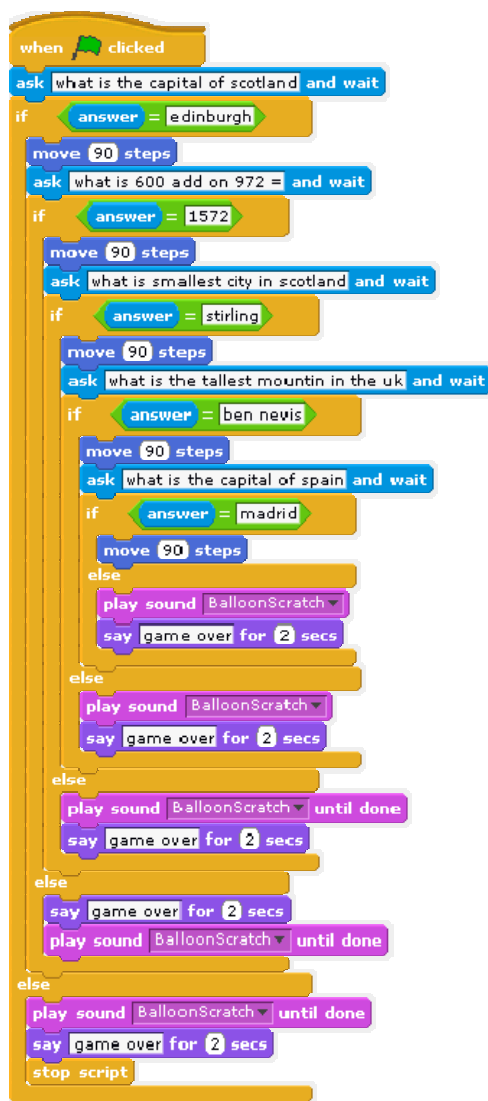 when clicked
ask what is the capital of scotland and wait
if answer = edinburgh
move 90 steps
ask what is 600 add on 972 = and wait
if answer = 1572
move 90 steps
ask what is smallest city in scotland and wait
if answer = stirling
move 90 steps
ask what is the tallest mountin in the uk and wait
if answer = ben nevis
move 90 steps
ask what is the capital of spain and wait
if answer = madrid
move 90 steps
else
play sound BalloonScratch
say game over for 2 secs
else
play sound BalloonScratch
say game over for 2 secs
else
play sound BalloonScratch until done
say game over for 2 secs
else
say game over for 2 secs
play sound BalloonScratch until done
else
play sound BalloonScratch until done
say game over for 2 secs
stop script